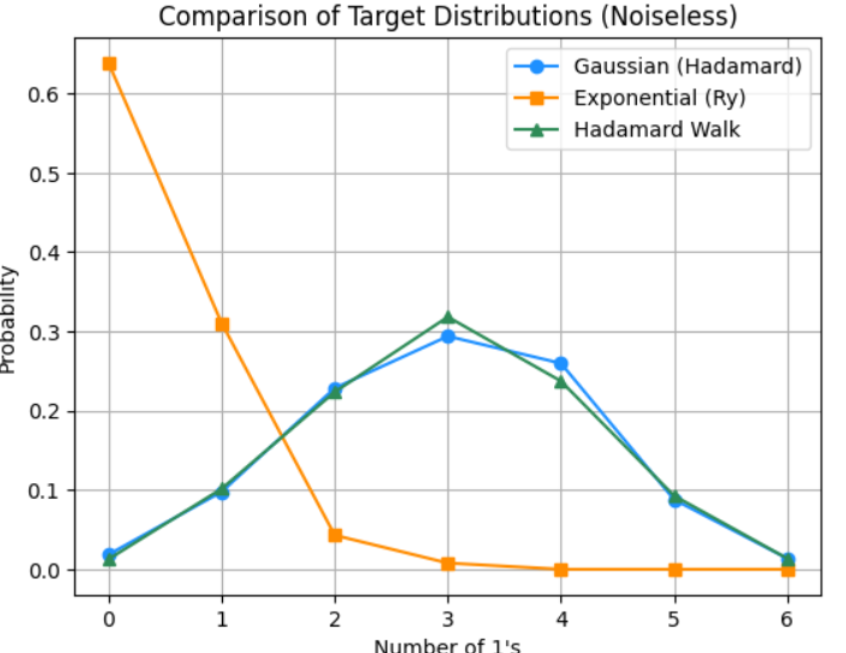 Comparison of Target Distributions (Noiseless)
Gaussian (Hadamard)
Exponential (Ry)
Hadamard Walk
0.6
0.5
0.4
0.3
0.2
0.1
0.0
Probability
0 1 2 3 4 5 6
Number of 1's